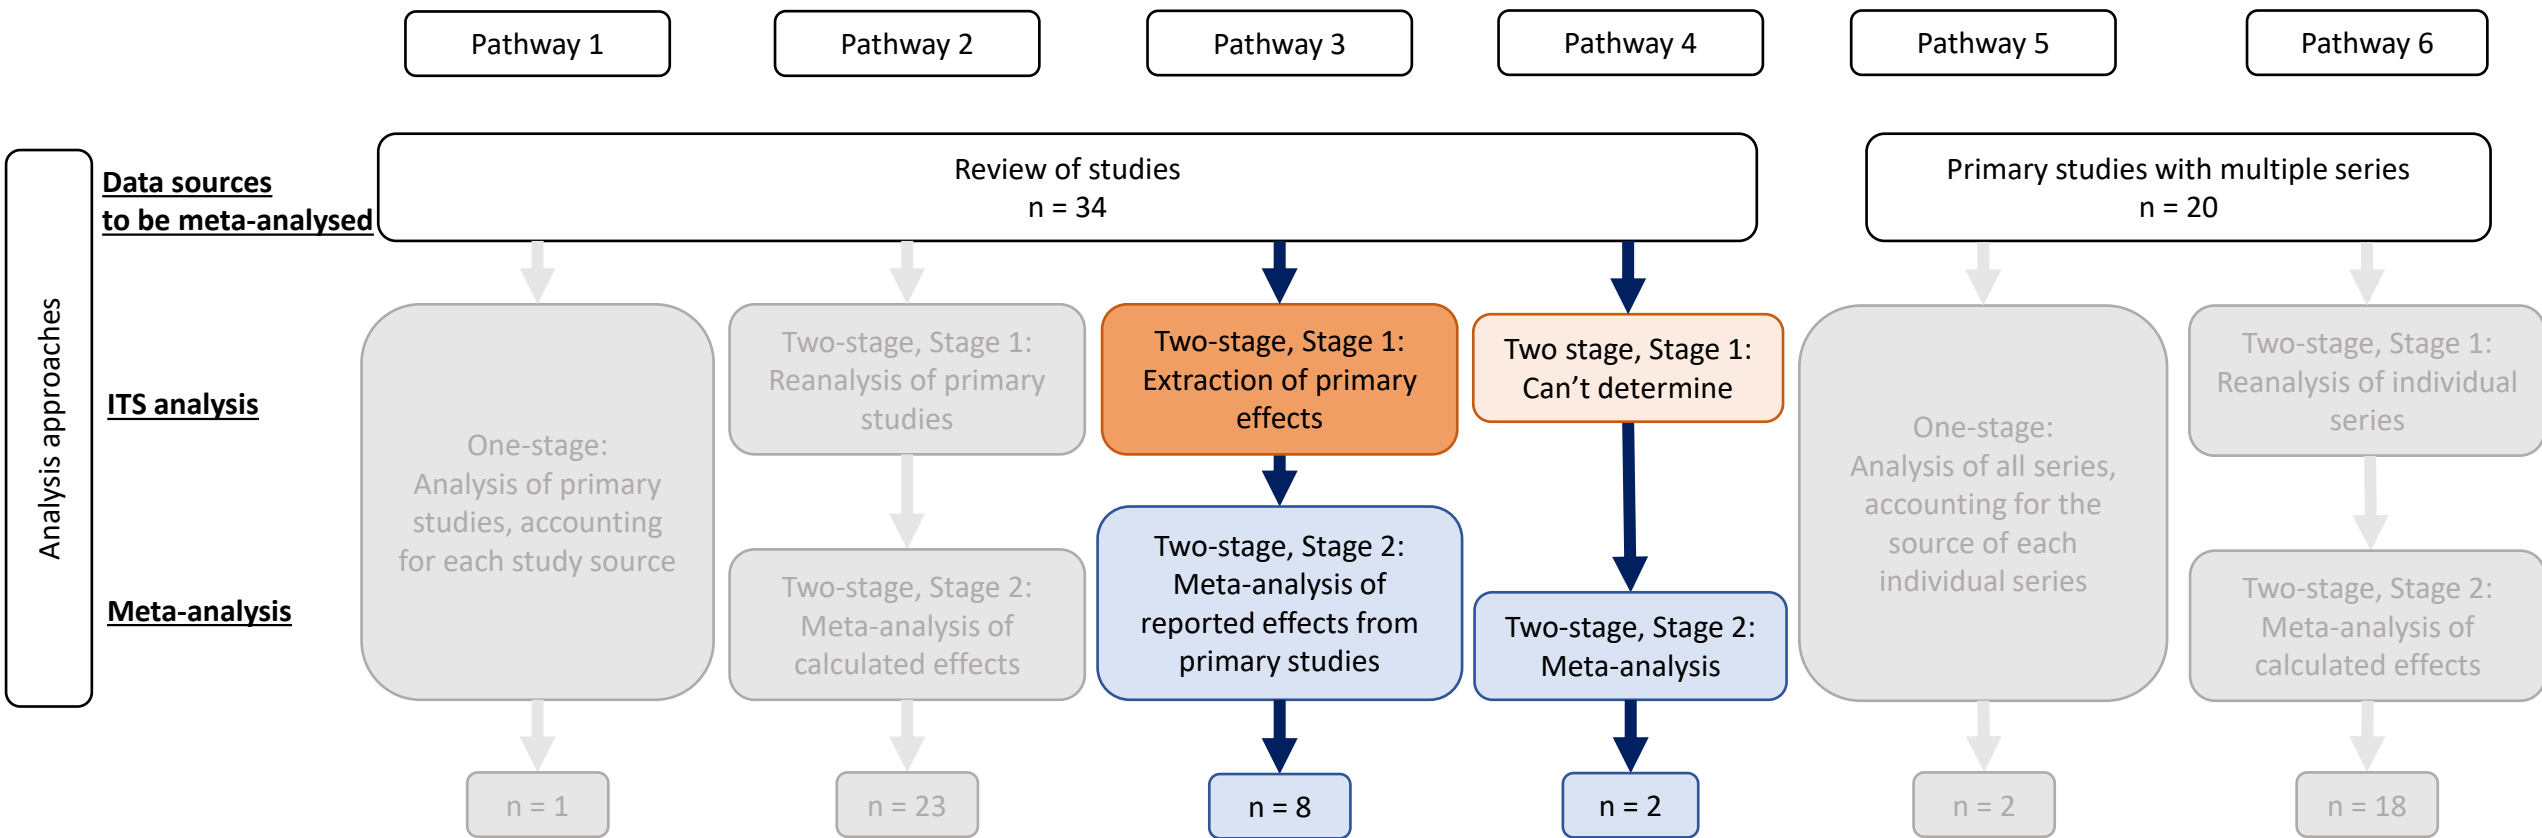 Pathway 1
Pathway 2
Pathway 3
Pathway 4
Pathway 5
Pathway 6
Analysis approaches
Data sources
to be meta-analysed
Review of studies
n = 34
Primary studies with multiple series
n = 20
ITS analysis
Meta-analysis
One-stage:
Analysis of primary
studies, accounting
for each study source
n = 1
Two-stage, Stage 1:
Reanalysis of primary
studies
Two-stage, Stage 2:
Meta-analysis of
calculated effects
n = 23
Two-stage, Stage 1:
Extraction of primary
effects
Two-stage, Stage 2:
Meta-analysis of
reported effects from
primary studies
n = 8
Two stage, Stage 1:
Can’t determine
Two-stage, Stage 2:
Meta-analysis
n = 2
One-stage:
Analysis of all series,
accounting for the
source of each
individual series
n = 2
Two-stage, Stage 1:
Reanalysis of individual
series
Two-stage, Stage 2:
Meta-analysis of
calculated effects
n = 18